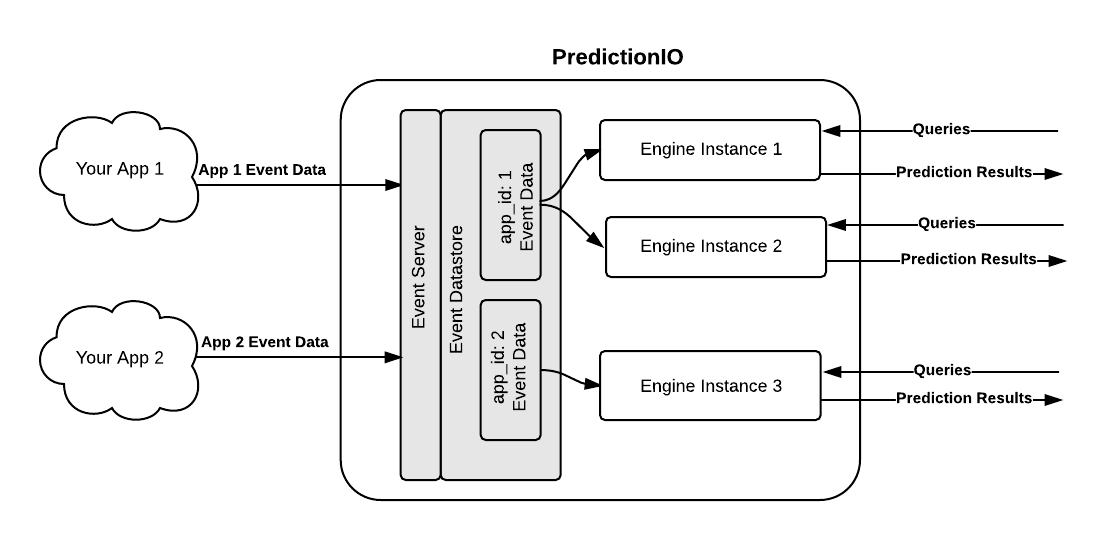 PredictionIO
Your App 1
App 1 Event Data
Your App 2
App 2 Event Data
Event Server
Event Datastore
app_id: 1
Event Data
app_id: 2
Event Data
Engine Instance 1
Queries
Prediction Results
Engine Instance 2
Queries
Prediction Results
Engine Instance 3
Queries
Prediction Results